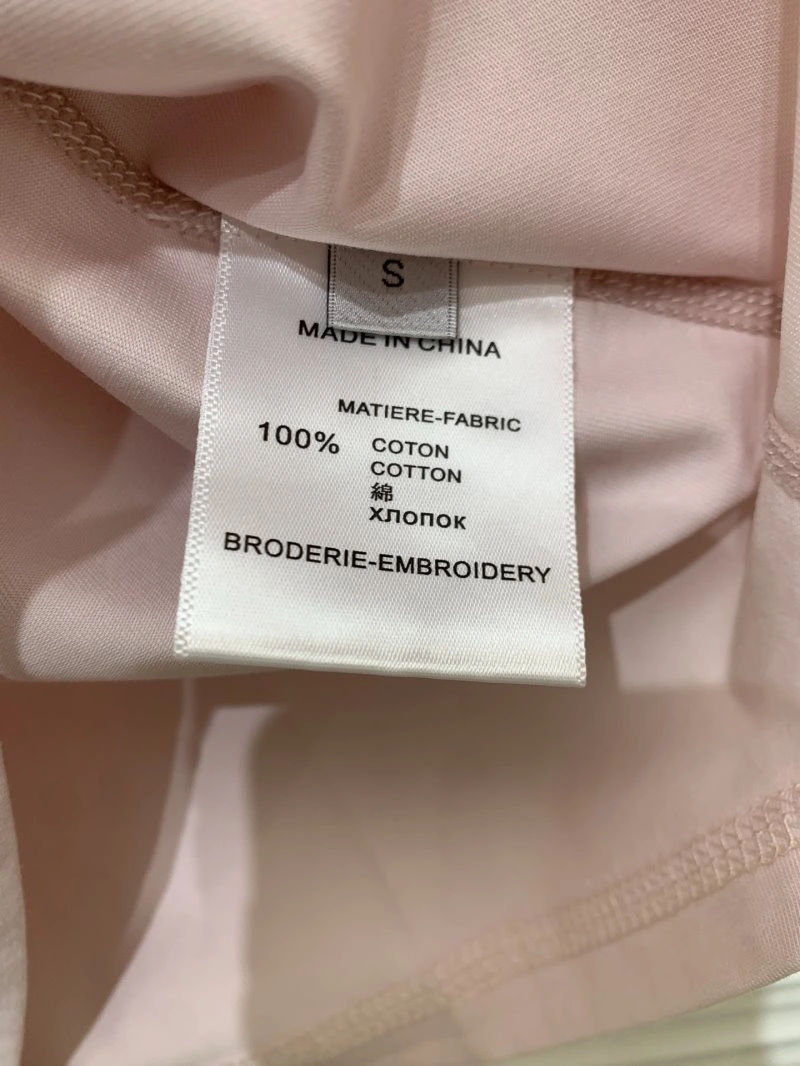 S
MADE IN CHINA
MATIERE-FABRIC
100% COTON
COTTON
綿
хлопок
BRODERIE-EMBROIDERY